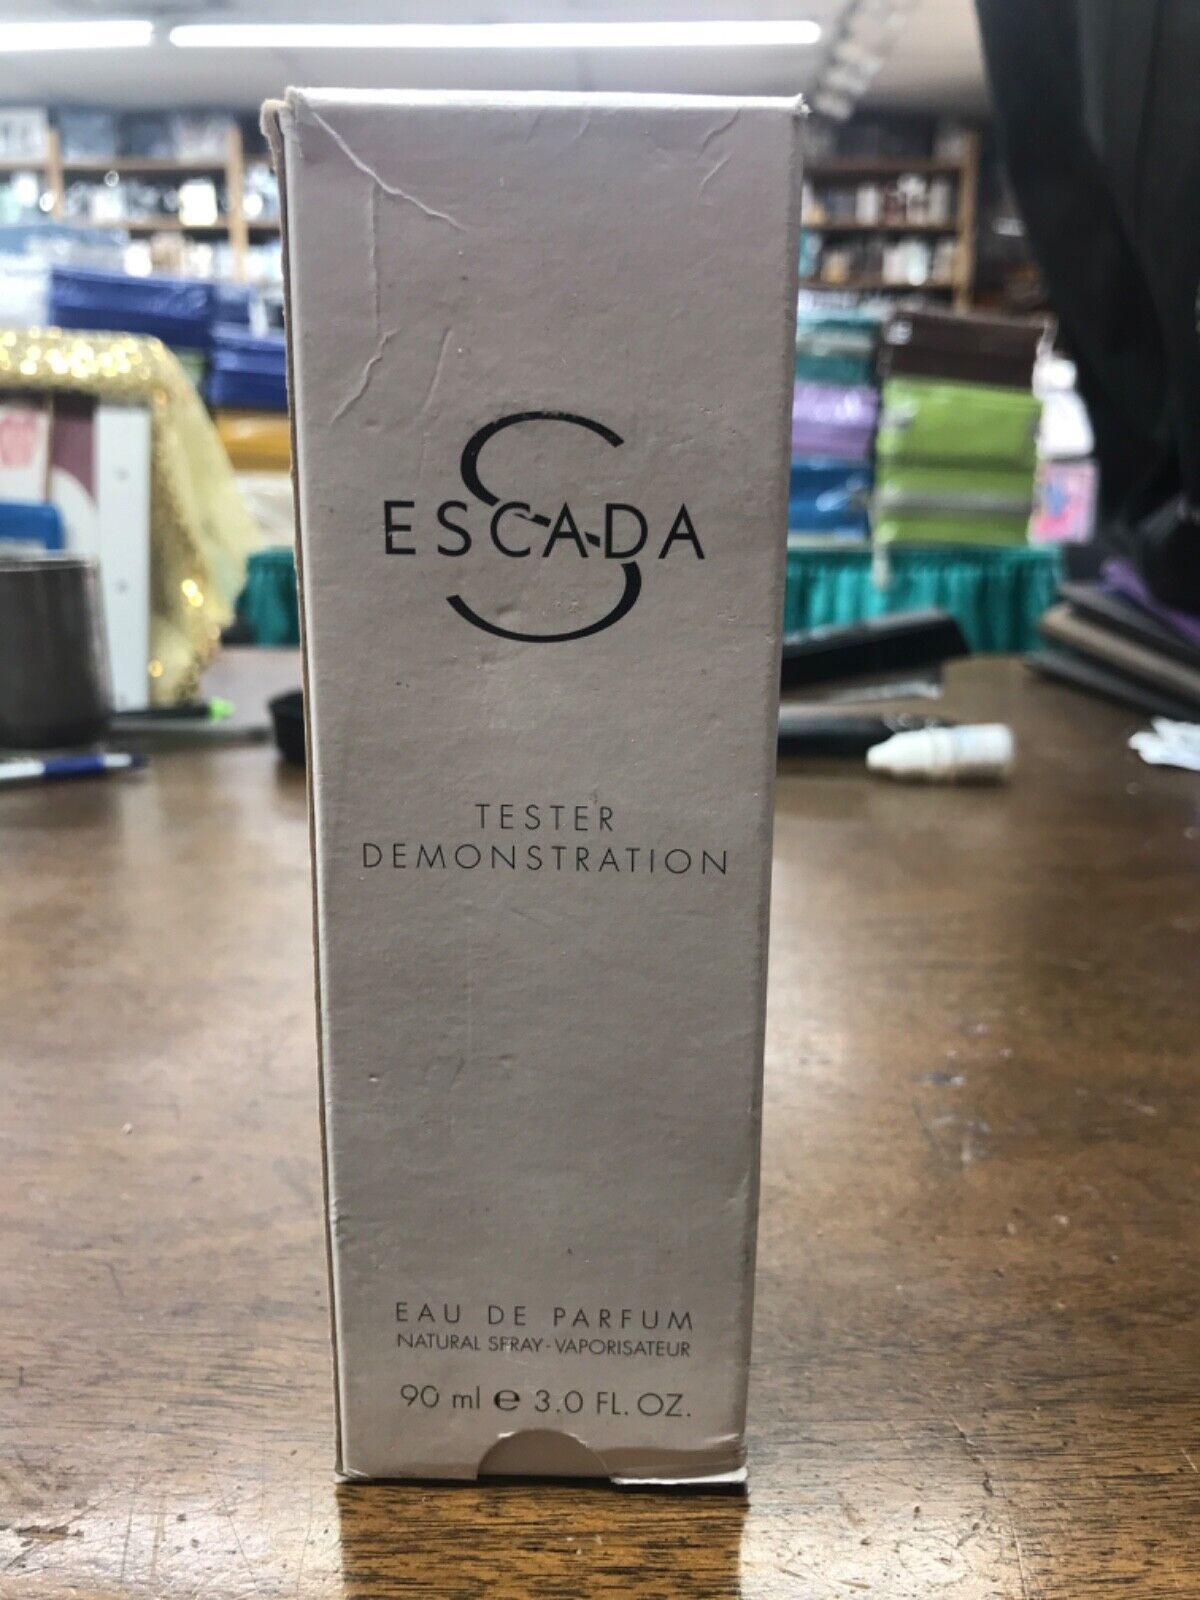 S
ESCADA
TESTER
DEMONSTRATION
EAU DE PARFUM
NATURAL SPRAY-VAPORISATEUR
90 ml e 3.0 FL. OZ.